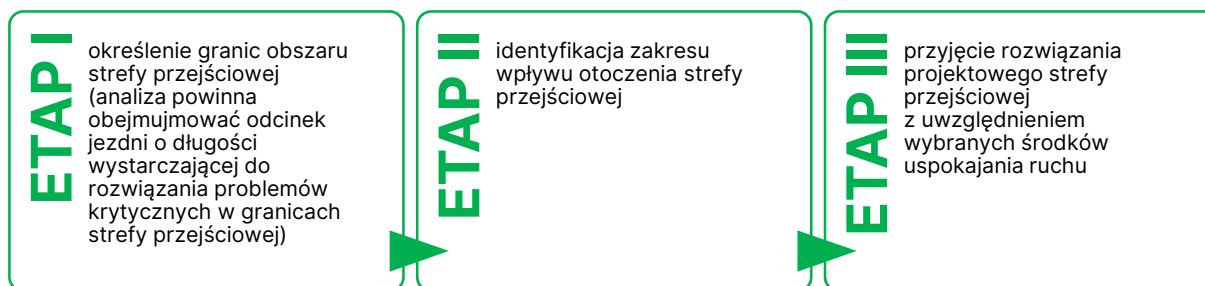 ETAP I
określenie granic obszaru
strefy przejściowej
(analiza powinna
obejmujmować odcinek
jezdni o długości
wystarczającej do
rozwiązania problemów
krytycznych w granicach
strefy przejściowej)
ETAP II
identyfikacja zakresu
wpływu otoczenia strefy
przejściowej
ETAP III
przyjęcie rozwiązania
projektowego strefy
przejściowej
z uwzględnieniem
wybranych środków
uspokajania ruchu